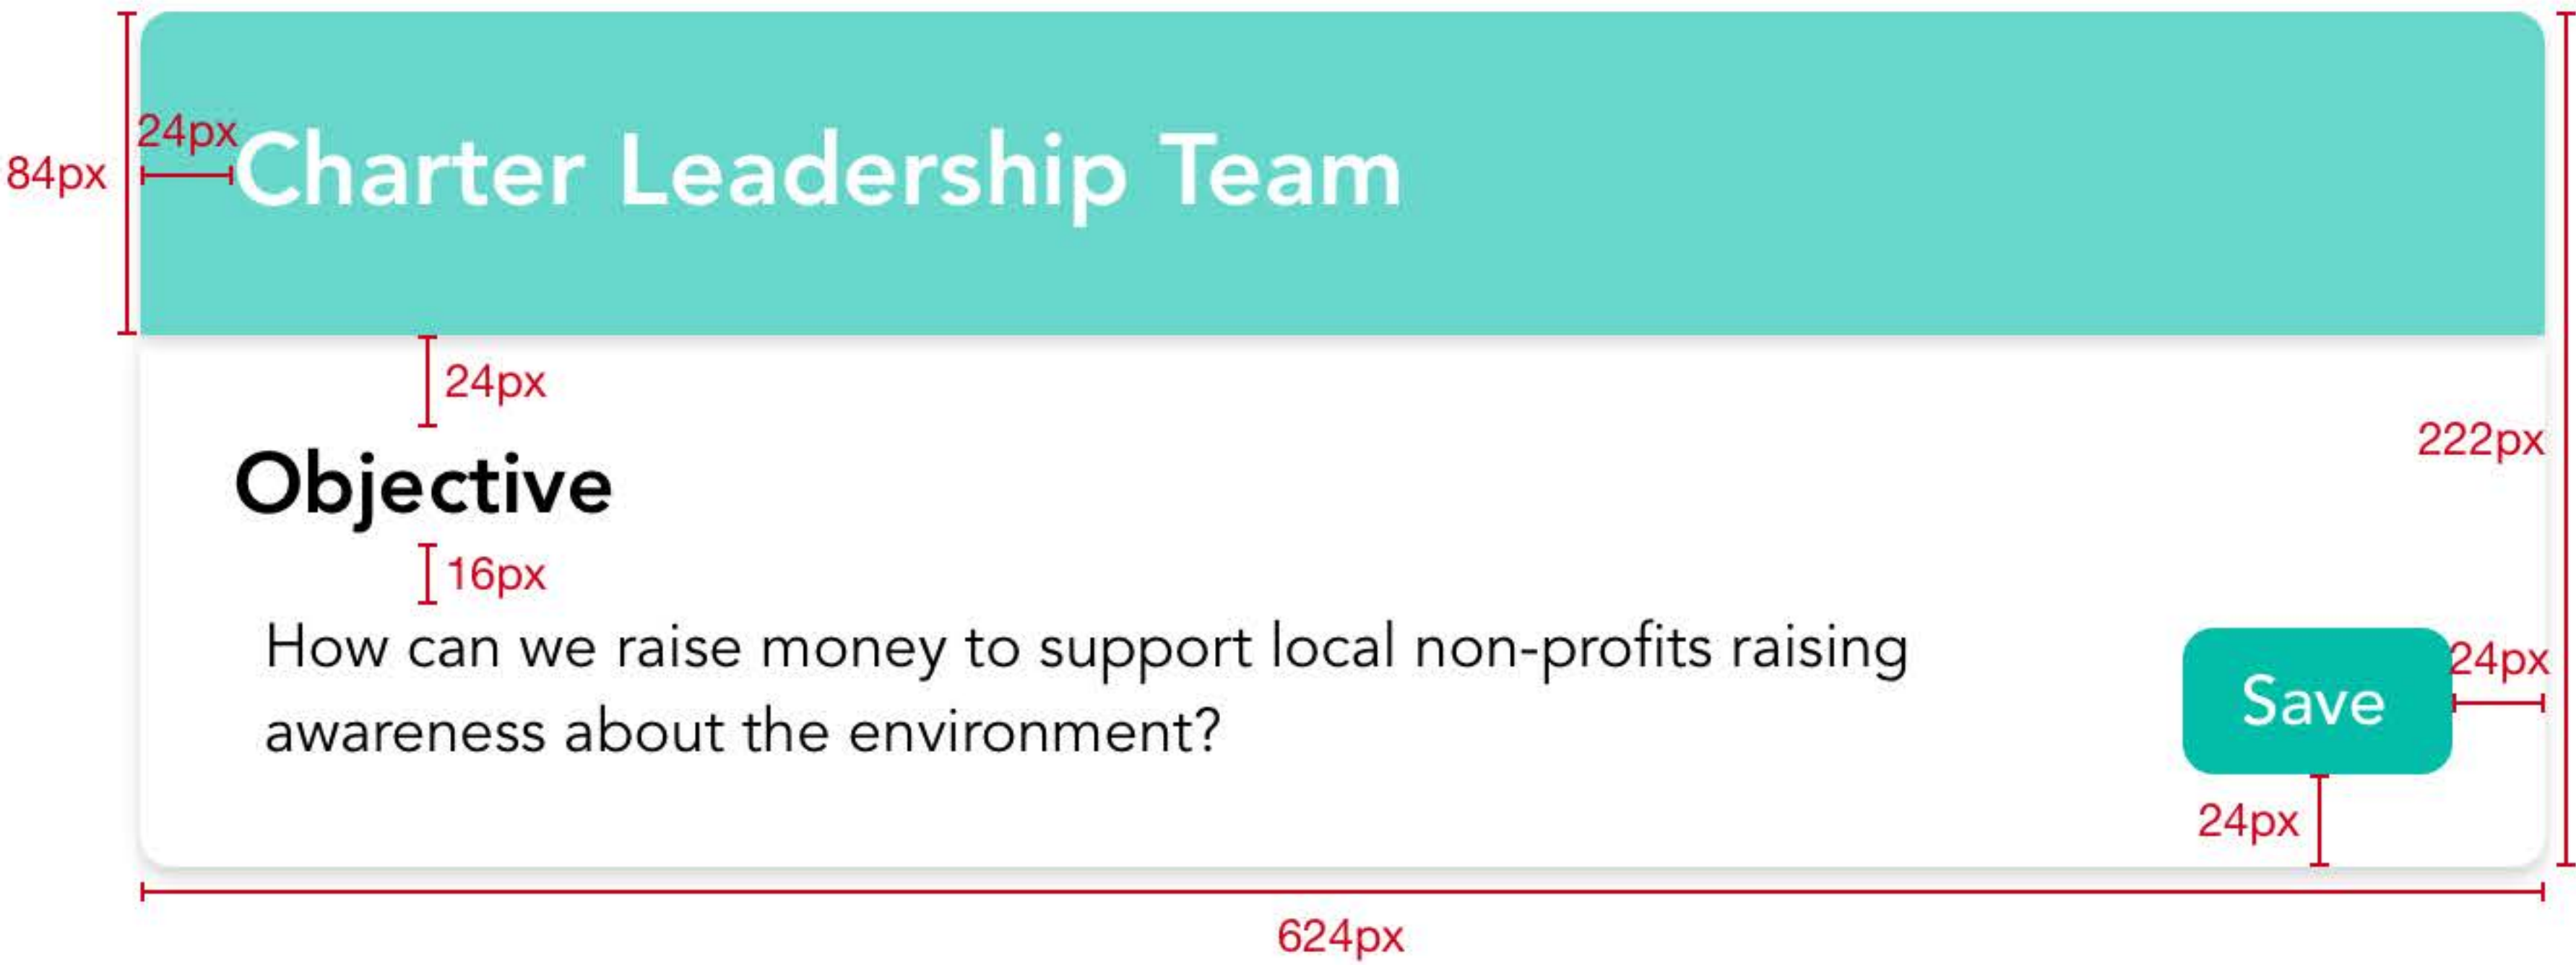 24px
84px
Charter Leadership Team
24px
Objective
222px
16px
How can we raise money to support local non-profits raising
awareness about the environment?
Save
24px
24px
624px